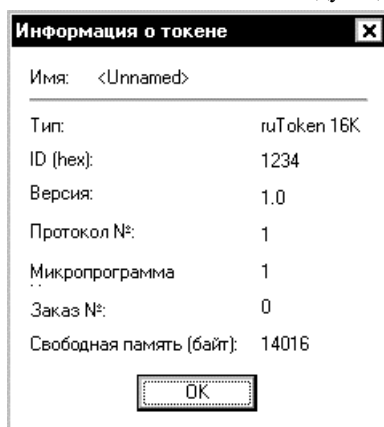 Информация о токене
Имя: <Unnamed>
Тип: ruToken 16K
ID (hex): 1234
Версия: 1.0
Протокол №: 1
Микропрограмма 1
Заказ №: 0
Свободная память (байт): 14016
OK